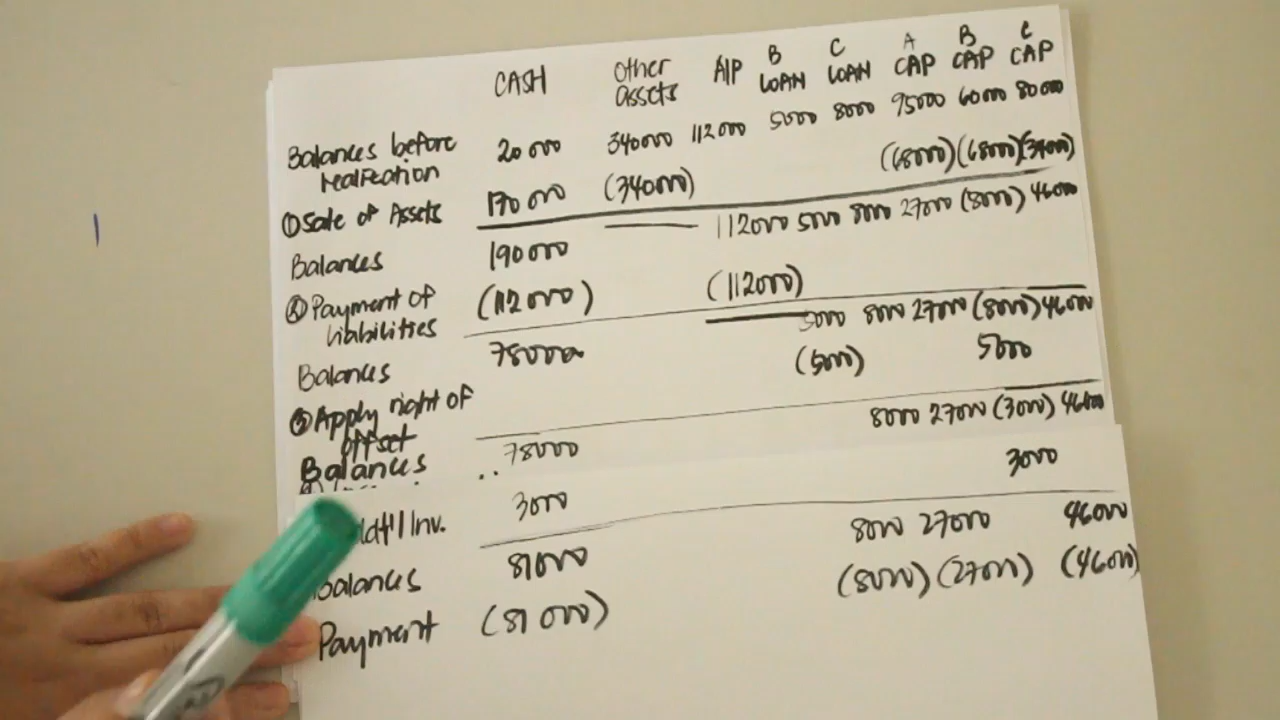 CASH Other assets A/P B LOAN C LOAN A CAP B CAP C CAP
Balances before realization 20000 340000 112000 5000 8000 95000 60000 80000
① Sale of Assets 170000 (340000) (68000) (68000) (34000)
Balances 190000 112000 5000 8000 27000 (8000) 46000
② Payment of liabilities (112000) (112000)
Balances 78000 5000 8000 27000 (8000) 46000
③ Apply right of offset (5000) 5000
Balances 78000 8000 27000 (3000) 46000
Inv. 3000 3000
Balances 81000 8000 27000 46000
Payment (81000) (8000) (27000) (46000)